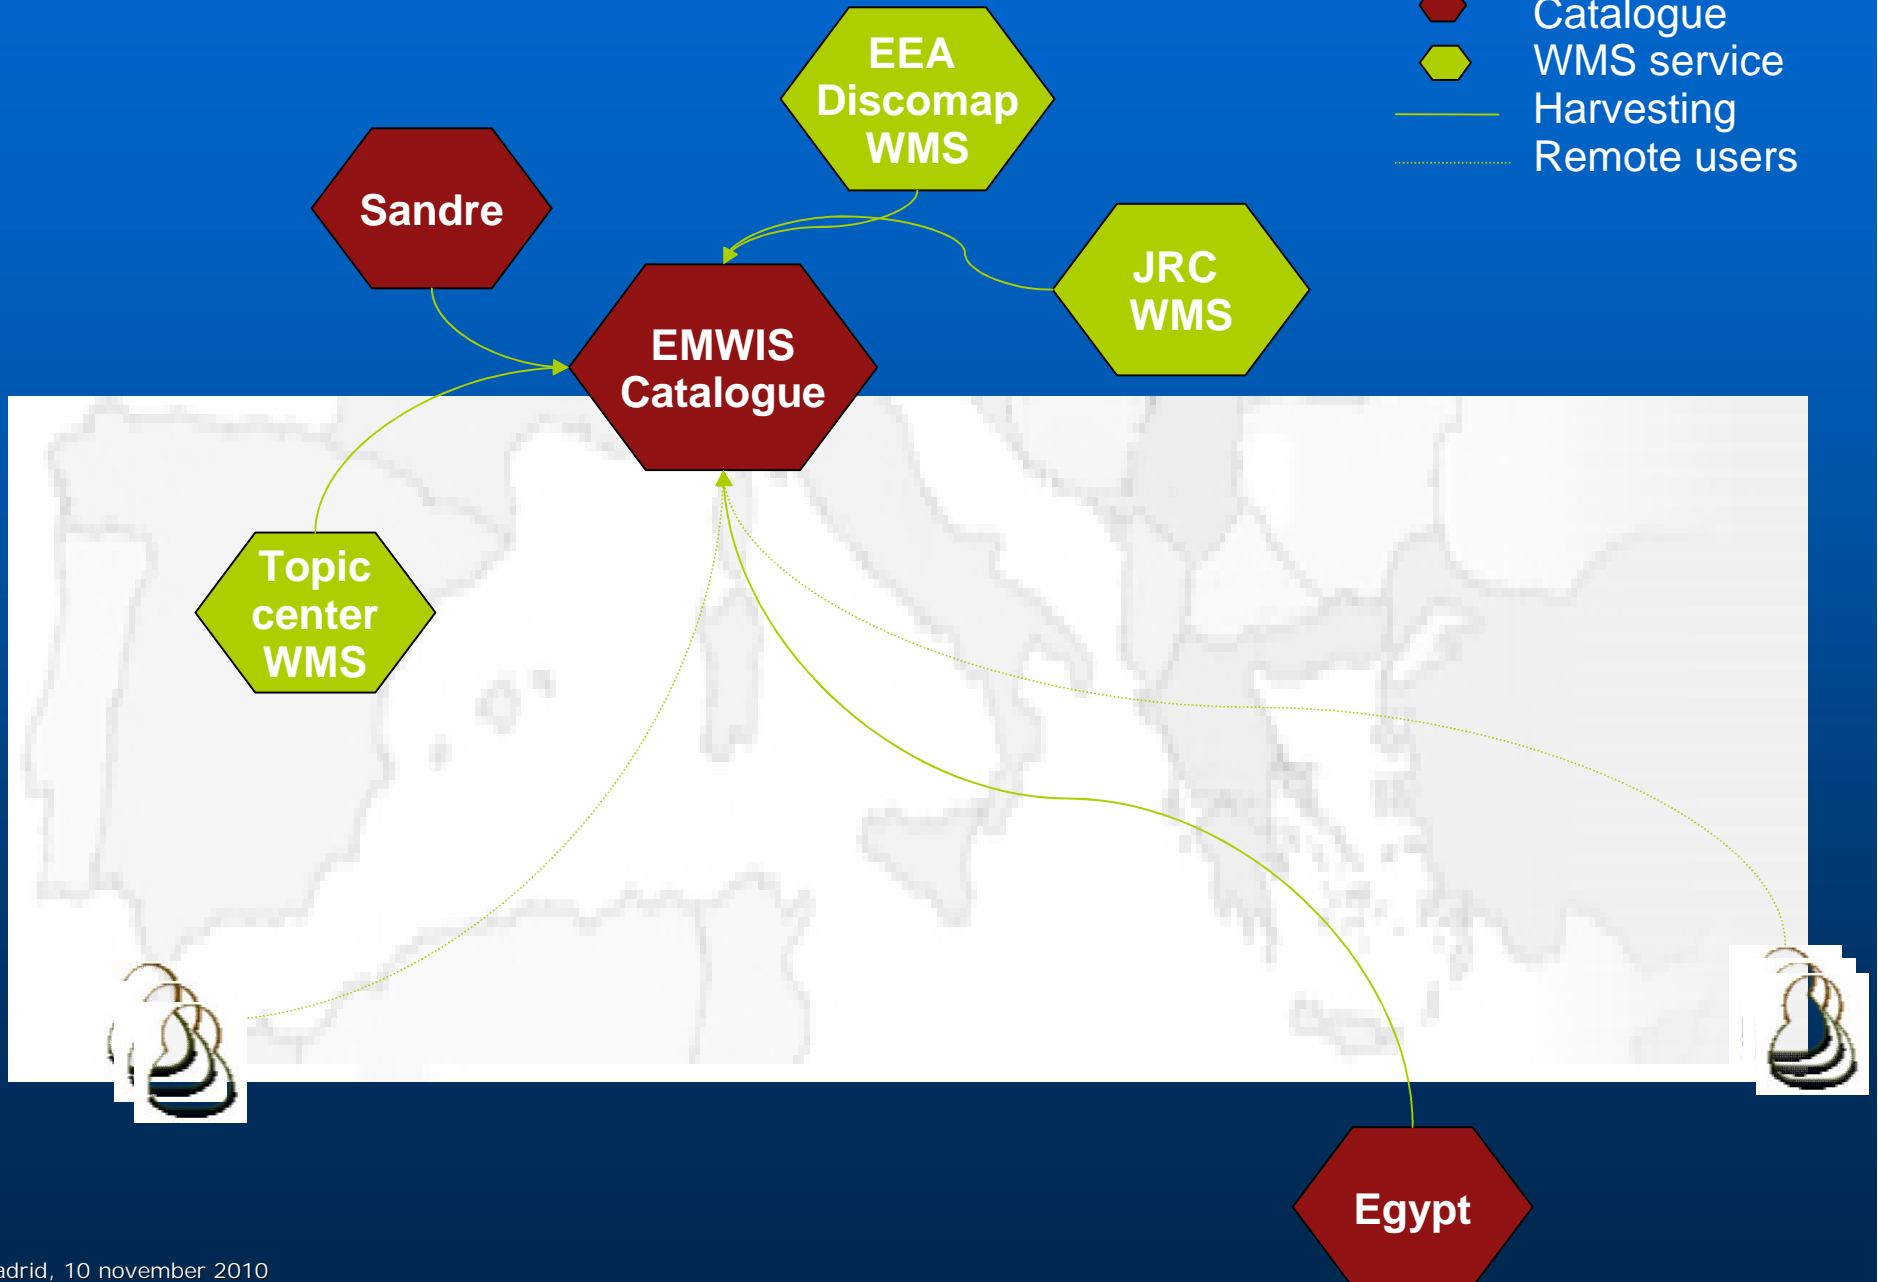 Catalogue
WMS service
Harvesting
Remote users
EEA
Discomap
WMS
Sandre
JRC
WMS
EMWIS
Catalogue
Topic
center
WMS
Egypt
adrid, 10 november 2010